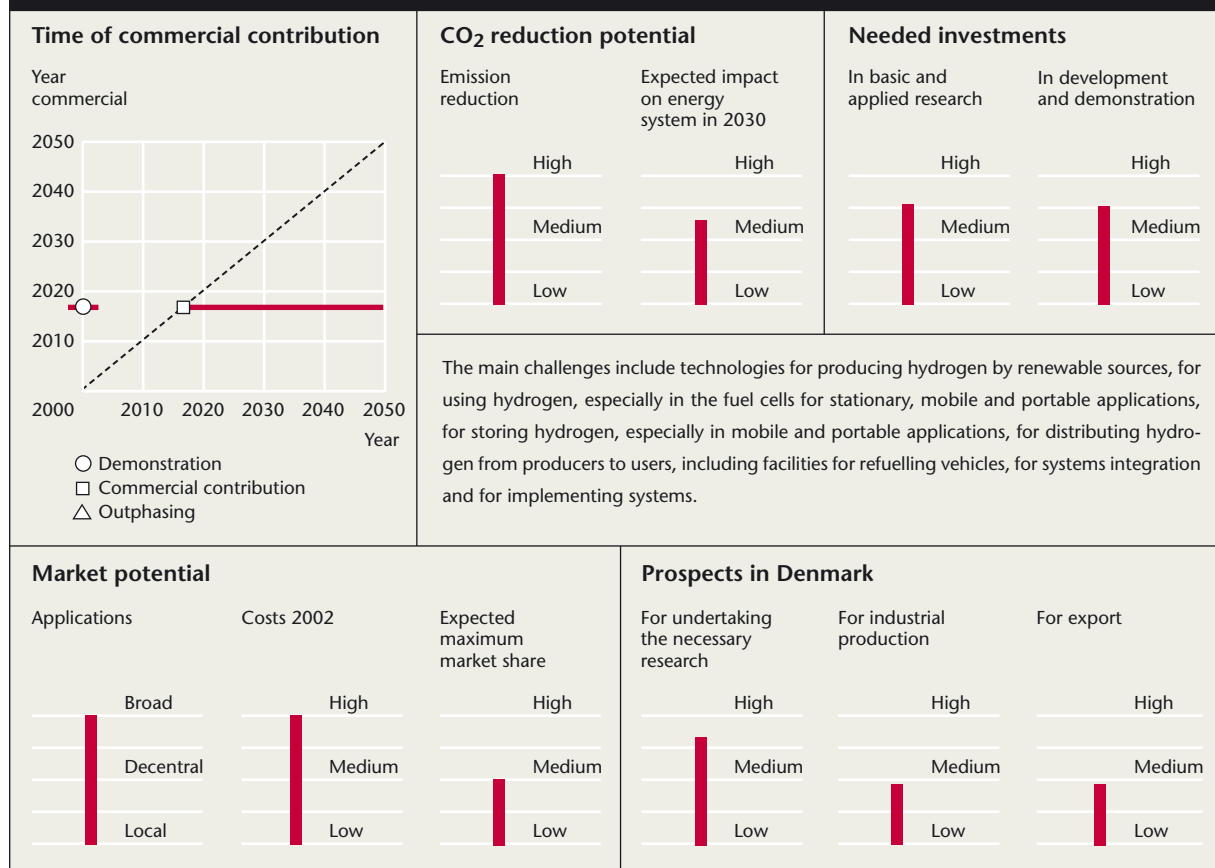 Time of commercial contribution
Year
commercial
2050
2040
2030
2020
2010
2000 2010 2020 2030 2040 2050
Year
Demonstration
Commercial contribution
Outphasing
CO2 reduction potential
Emission
reduction
High
Medium
Low
Expected impact
on energy
system in 2030
High
Medium
Low
Needed investments
In basic and
applied research
High
Medium
Low
In development
and demonstration
High
Medium
Low
The main challenges include technologies for producing hydrogen by renewable sources, for
using hydrogen, especially in the fuel cells for stationary, mobile and portable applications,
for storing hydrogen, especially in mobile and portable applications, for distributing hydro-
gen from producers to users, including facilities for refuelling vehicles, for systems integration
and for implementing systems.
Market potential
Applications
Broad
Decentral
Local
Costs 2002
High
Medium
Low
Expected
maximum
market share
High
Medium
Low
Prospects in Denmark
For undertaking
the necessary
research
High
Medium
Low
For industrial
production
High
Medium
Low
For export
High
Medium
Low